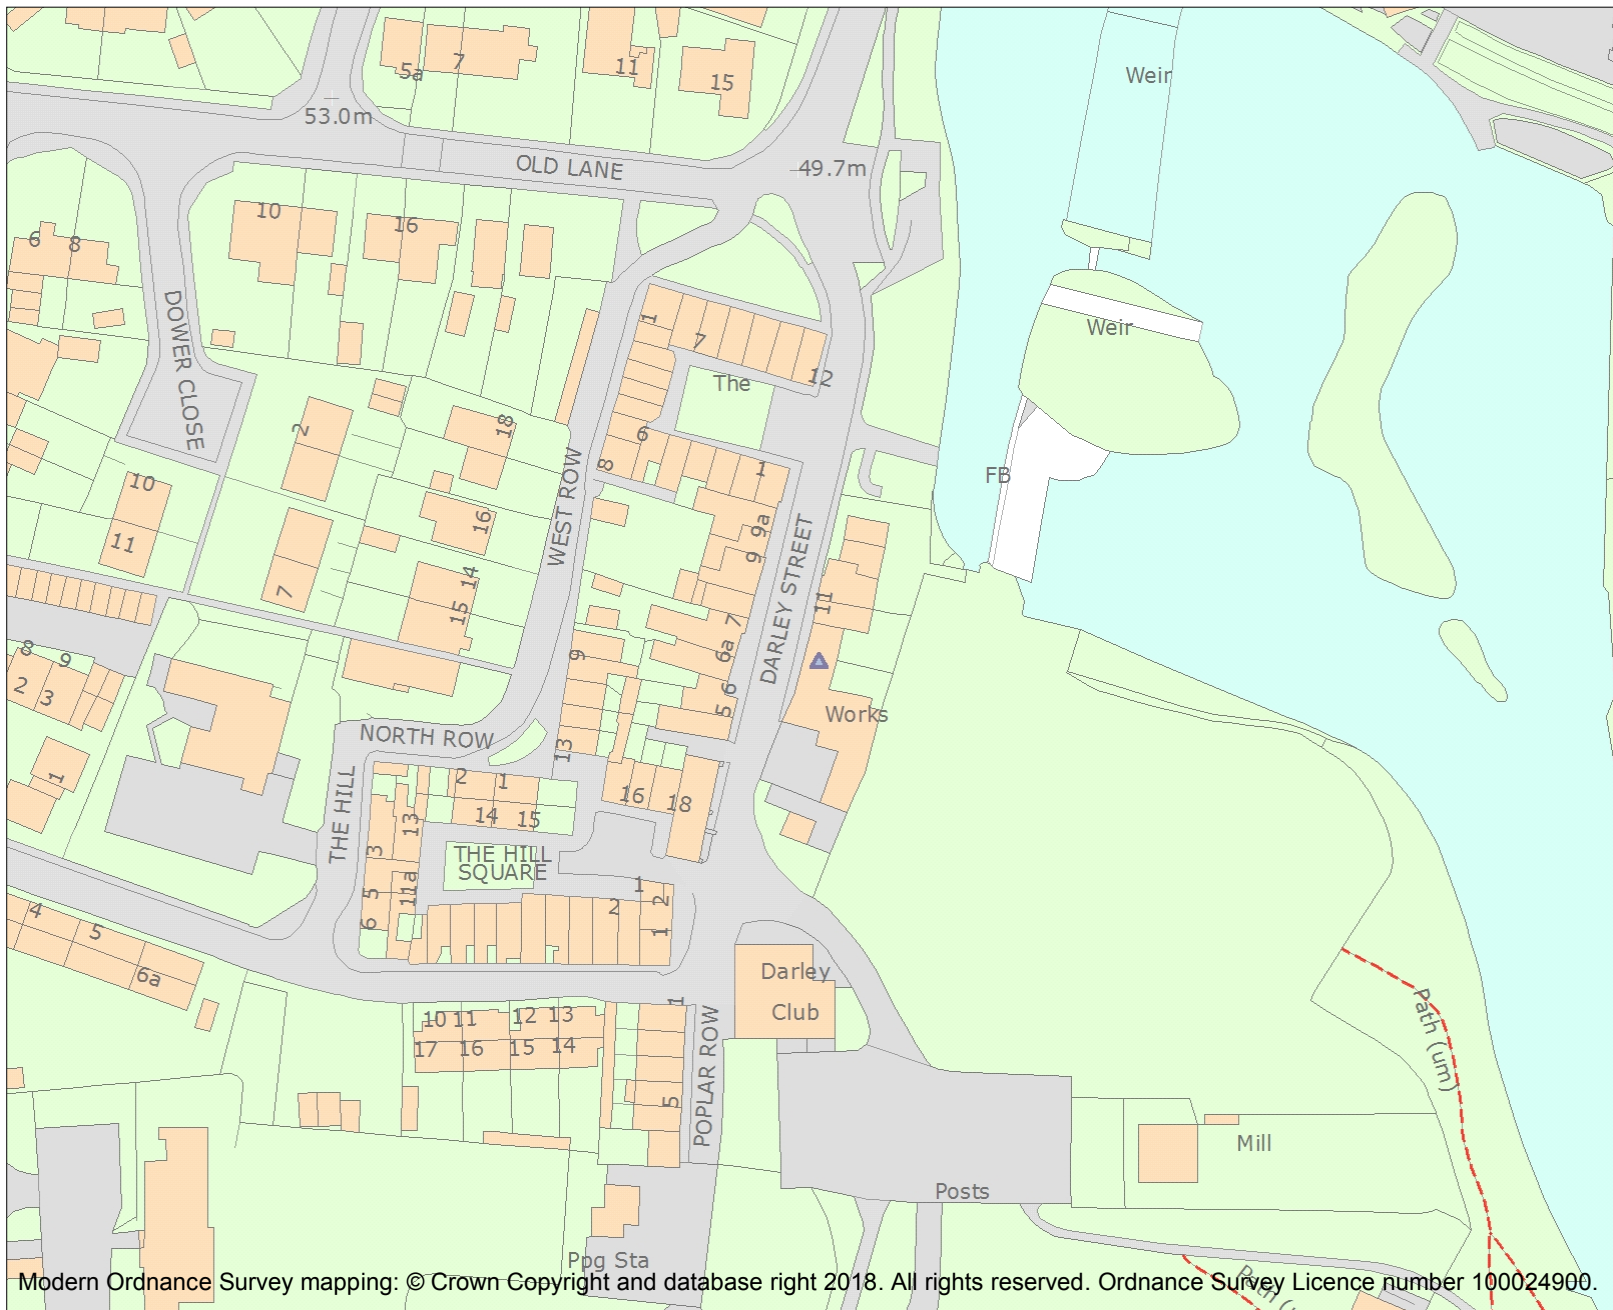 5a
7
11
15
Weir
53.0m
OLD LANE
49.7m
10
16
6
8
DOWER CLOSE
1
7
12
The
Weir
2
18
6
8
1
FB
10
11
16
WEST ROW
9a
9
DARLEY STREET
7
14
15
11
8
9
2
3
9
7
6a
6
5
Works
NORTH ROW
13
1
THE HILL
2
1
14
15
16
18
13
3
THE HILL
SQUARE
5
11a
6
1
2
2
1
4
5
6a
Darley
Club
10
11
12
13
17
16
15
14
1
5
POPLAR ROW
Path (um)
Mill
Posts
Ppg Sta
Path (u
Modern Ordnance Survey mapping: © Crown Copyright and database right 2018. All rights reserved. Ordnance Survey Licence number 100024900.